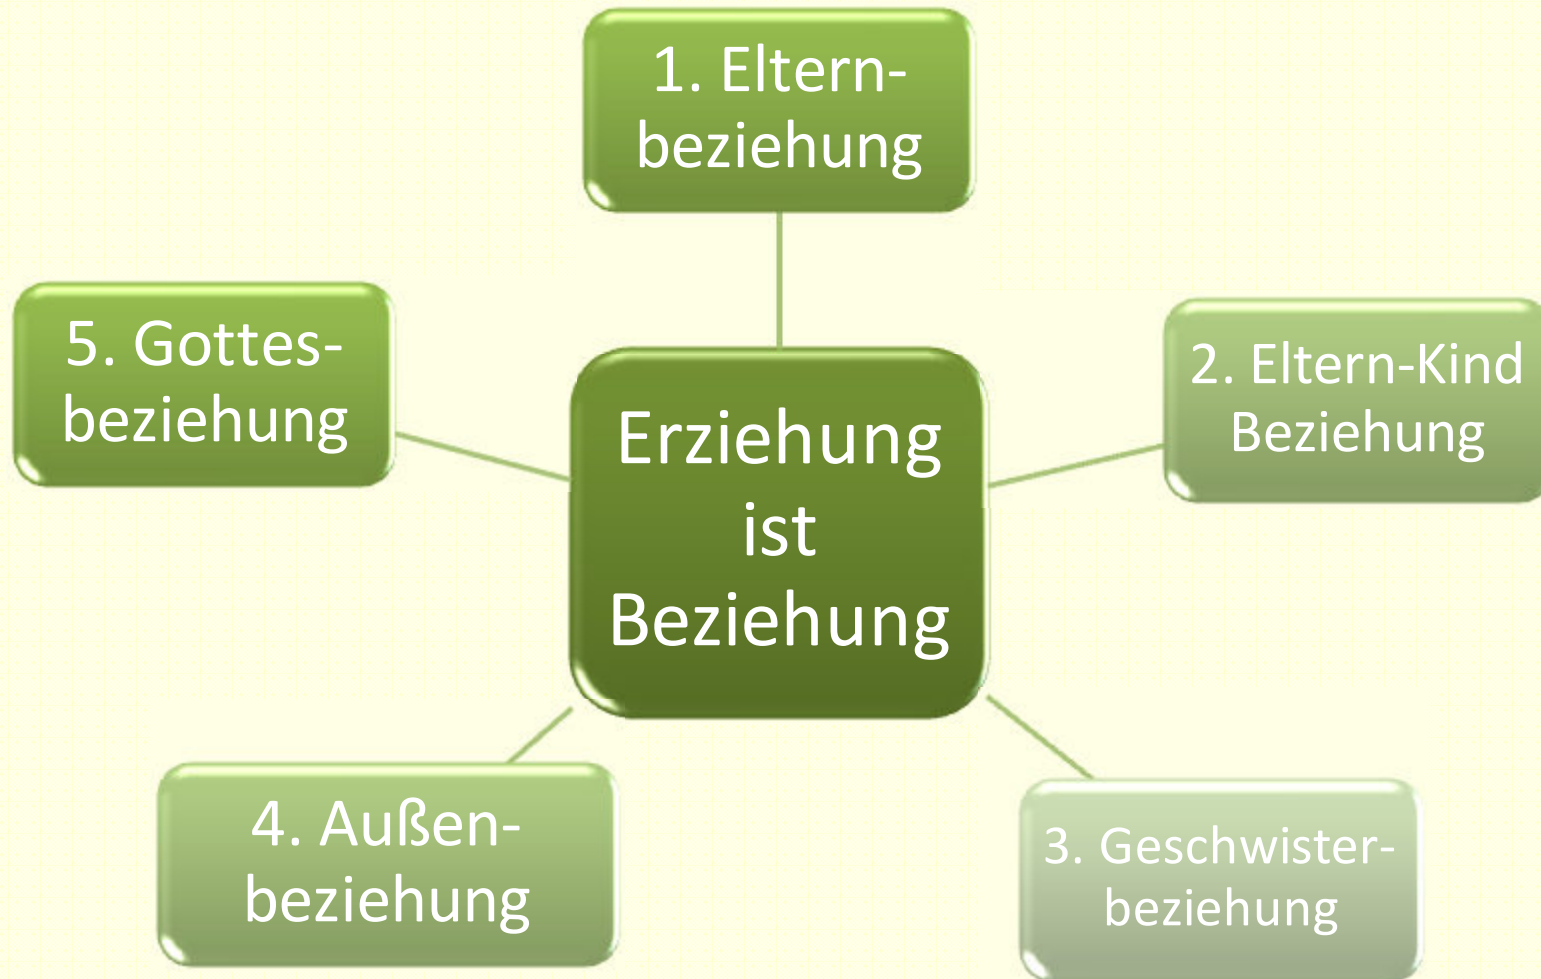 1. Eltern-
beziehung
2. Eltern-Kind
Beziehung
3. Geschwister-
beziehung
4. Außen-
beziehung
5. Gottes-
beziehung
Erziehung
ist
Beziehung